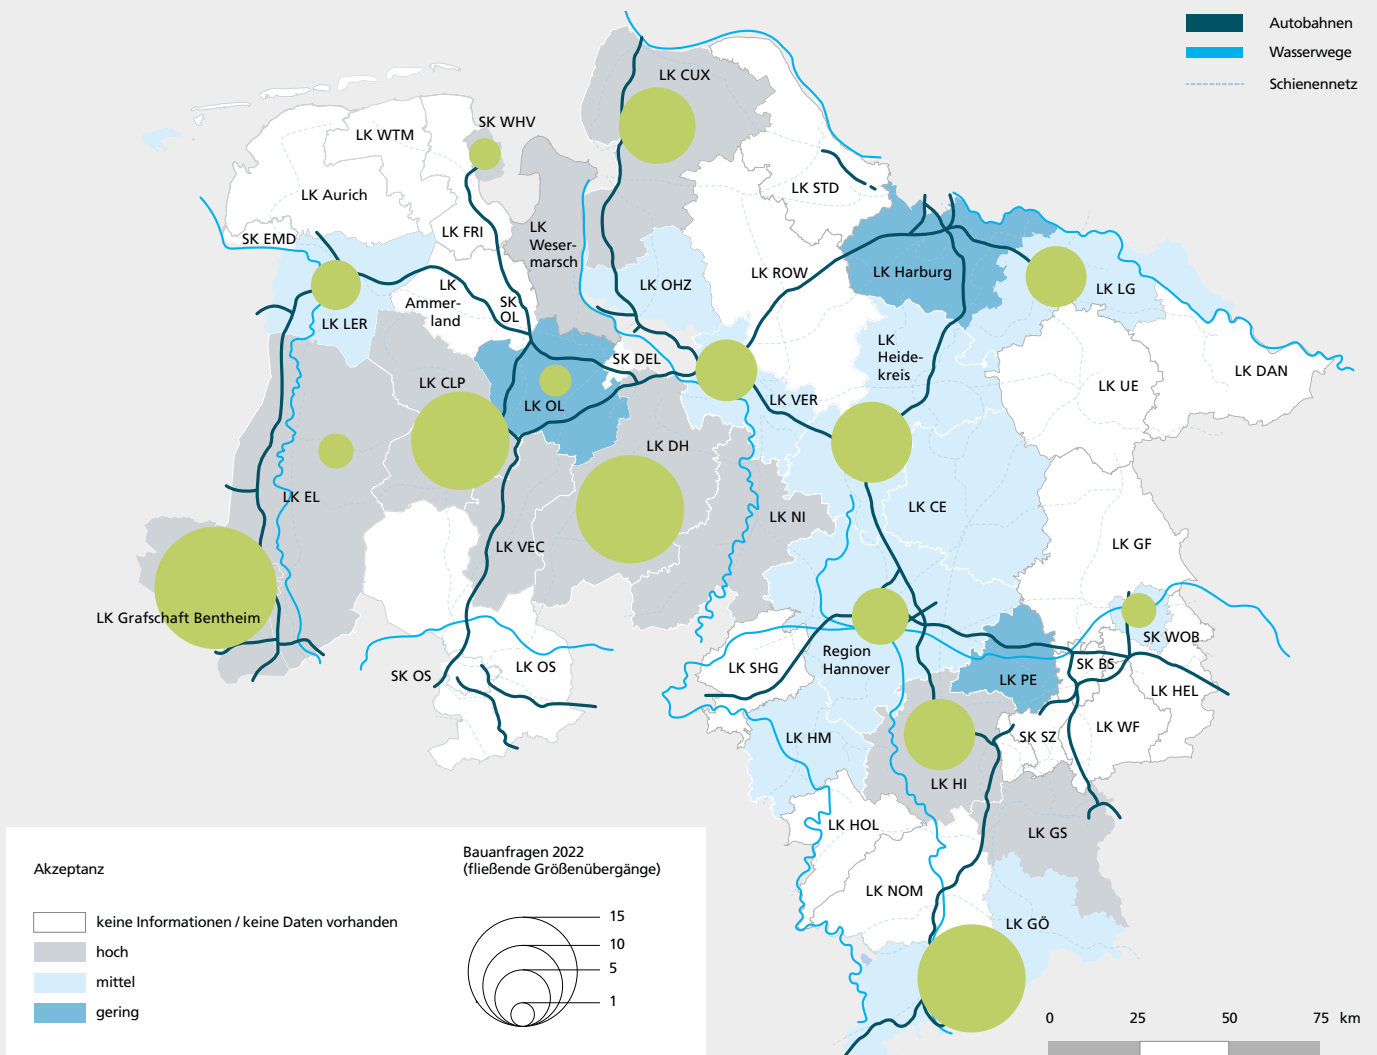 Autobahnen
Wasserwege
Schienennetz
LK CUX
SK WHV
LK WTM
LK Aurich
LK STD
SK EMD
LK FRI
LK
Weser-
marsch
LK ROW
LK Harburg
LK OHZ
LK LG
LK
Ammer-
land
SK
OL
LK LER
LK
Heide-
kreis
SK DEL
LK DAN
LK CLP
LK UE
LK OL
LK VER
LK DH
LK EL
LK CE
LK NI
LK VEC
LK GF
LK Grafschaft Bentheim
SK WOB
Region
Hannover
LK OS
LK SHG
SK BS
SK OS
LK PE
LK HEL
LK HM
SK SZ
LK WF
LK HI
LK HOL
LK GS
LK NOM
LK GÖ
Akzeptanz
keine Informationen / keine Daten vorhanden
hoch
mittel
gering
Bauanfragen 2022
(fließende Größenübergänge)
15
10
5
1
0 25 50 75 km